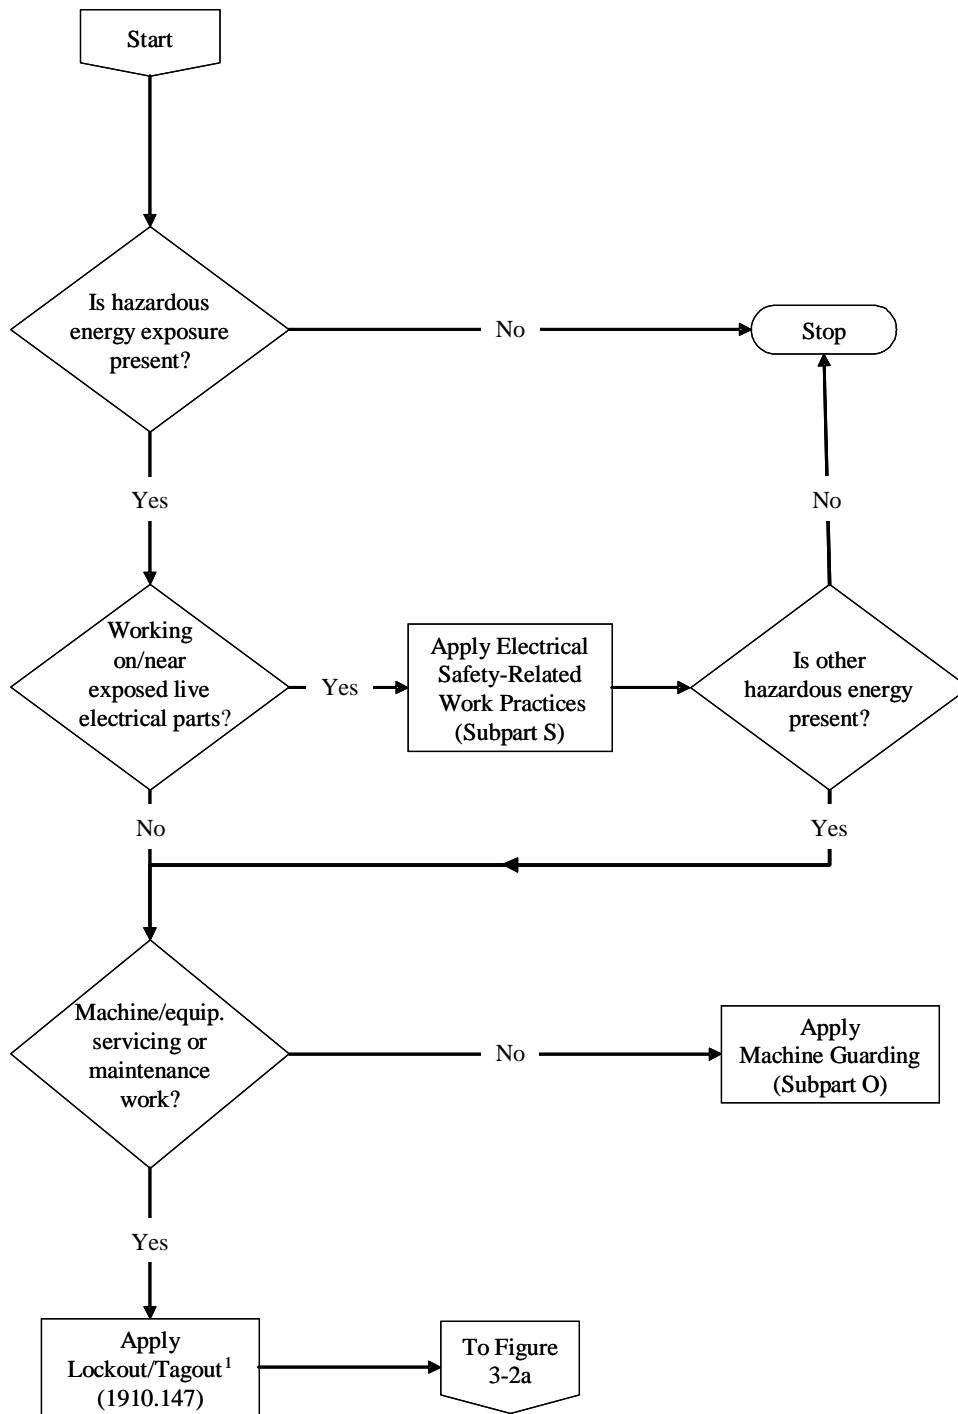 Start
Is hazardous
energy exposure
present?
No
Stop
Yes
No
Working
on/near
exposed live
electrical parts?
Yes
Apply Electrical
Safety-Related
Work Practices
(Subpart S)
Is other
hazardous energy
present?
No
Yes
Machine/equip.
servicing or
maintenance
work?
No
Apply
Machine Guarding
(Subpart O)
Yes
Apply
Lockout/Tagout¹
(1910.147)
To Figure
3-2a